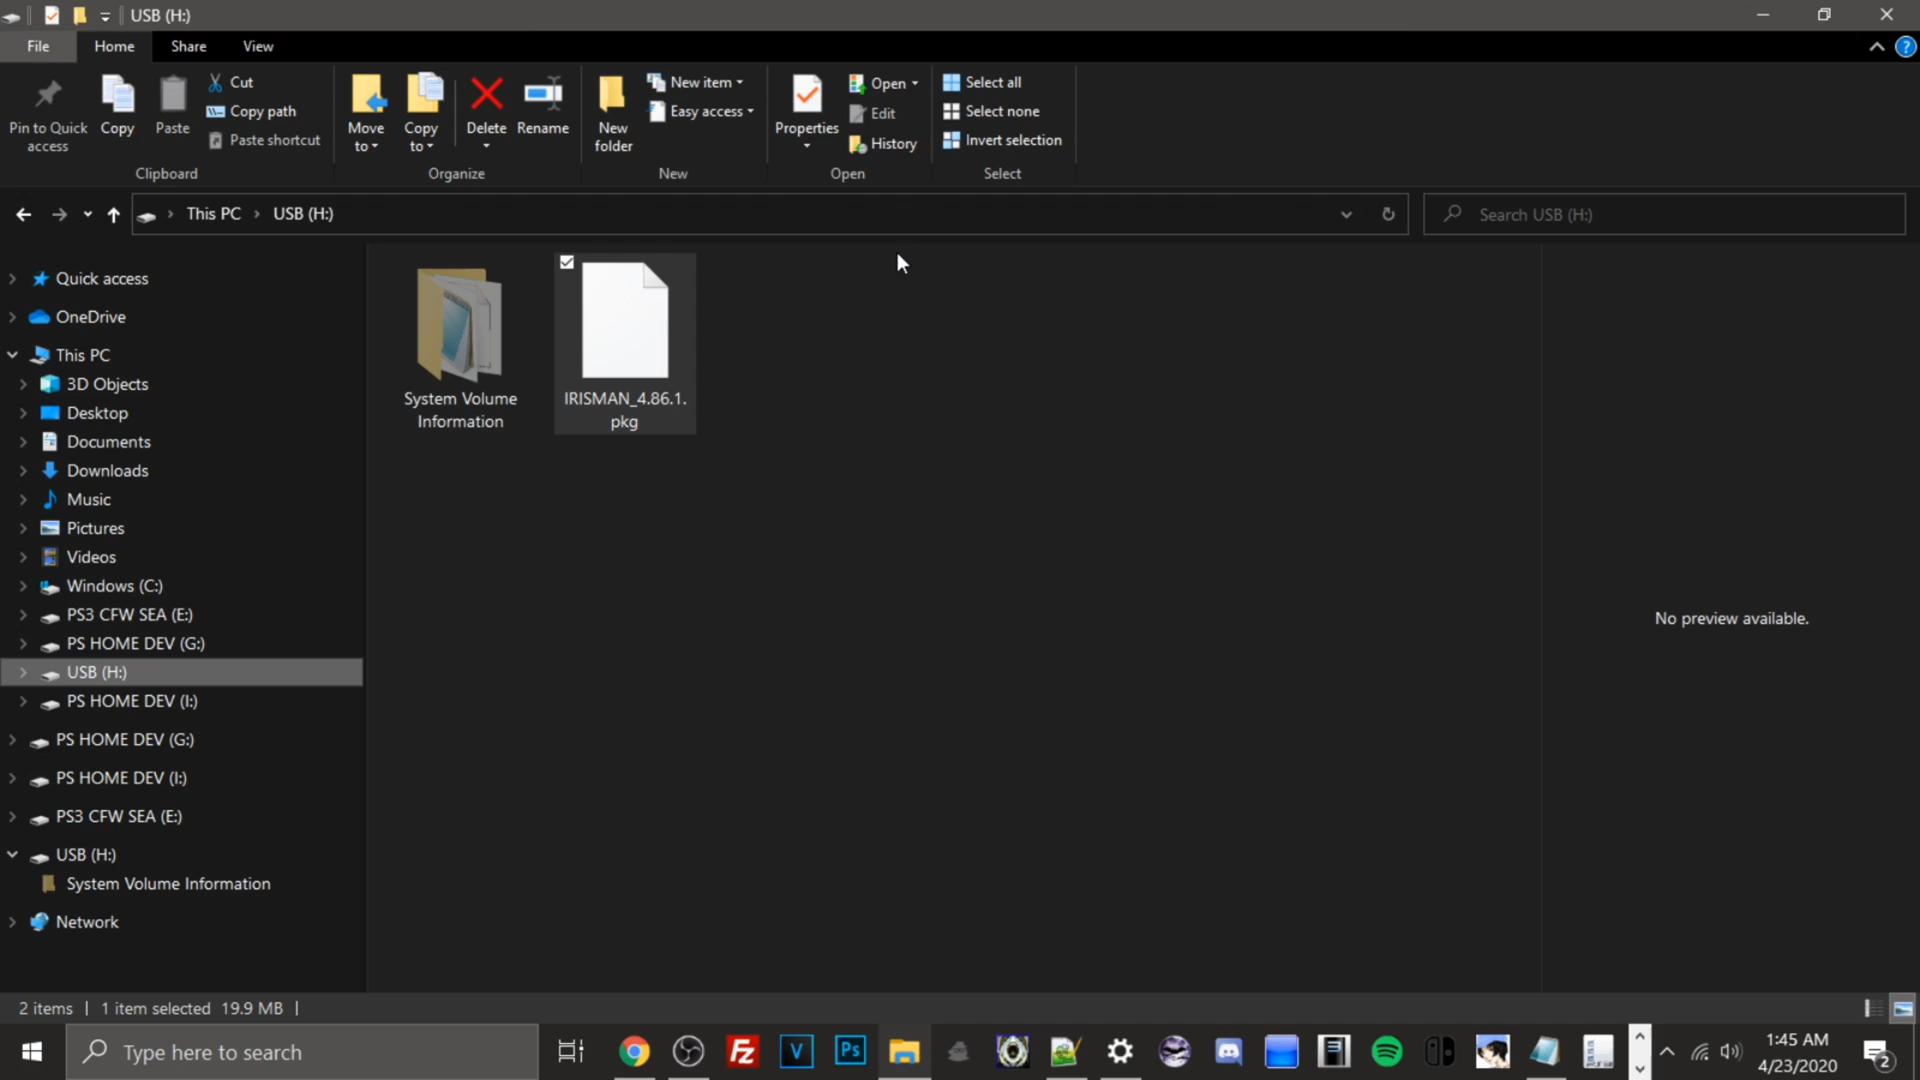 USB (H:)
File Home Share View
Pin to Quick access
Copy
Paste
Cut
Copy path
Paste shortcut
Clipboard
Move to
Copy to
Delete
Rename
Organize
New folder
New item
Easy access
New
Properties
Open
Edit
History
Open
Select all
Select none
Invert selection
Select
This PC > USB (H:)
Search USB (H:)
Quick access
OneDrive
This PC
3D Objects
Desktop
Documents
Downloads
Music
Pictures
Videos
Windows (C:)
PS3 CFW SEA (E:)
PS HOME DEV (G:)
USB (H:)
PS HOME DEV (I:)
PS HOME DEV (G:)
PS HOME DEV (I:)
PS3 CFW SEA (E:)
USB (H:)
System Volume Information
Network
System Volume
Information
IRISMAN_4.86.1.
pkg
No preview available.
2 items | 1 item selected 19.9 MB |
Type here to search
Fz
V
Ps
1:45 AM
4/23/2020
2